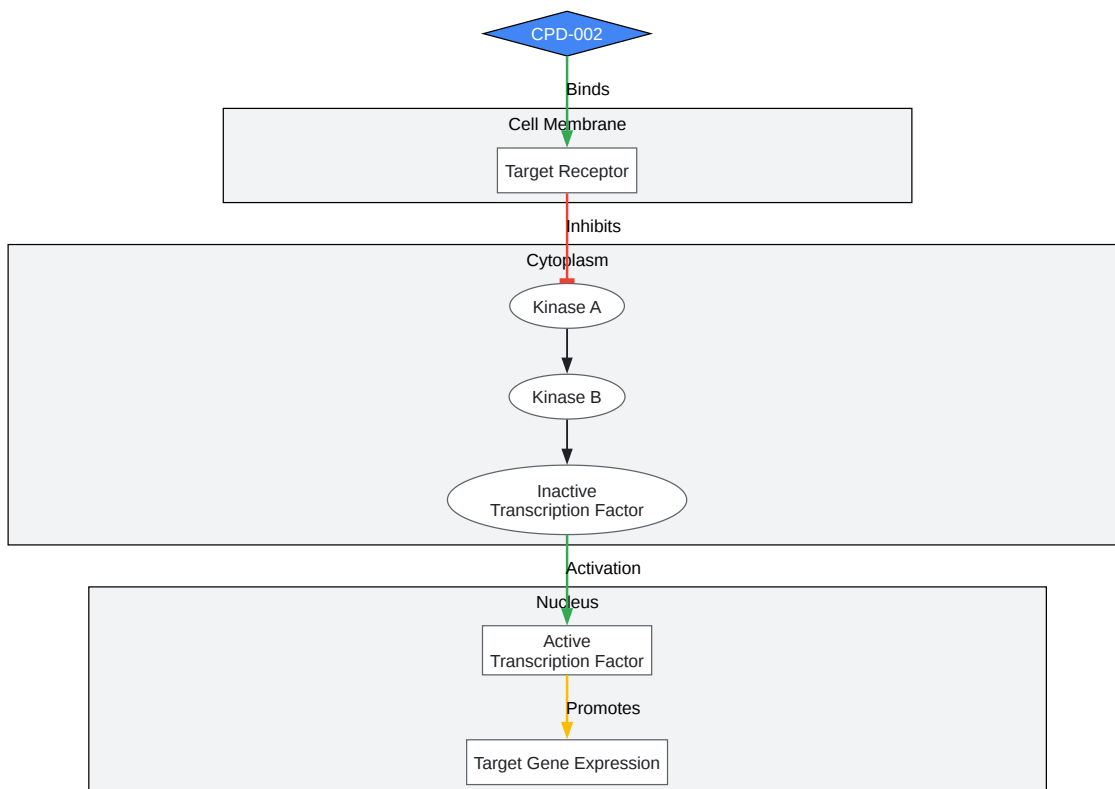 CPD-002
Binds
Cell Membrane
Target Receptor
Inhibits
Cytoplasm
Kinase A
Kinase B
Inactive
Transcription Factor
Activation
Nucleus
Active
Transcription Factor
Promotes
Target Gene Expression